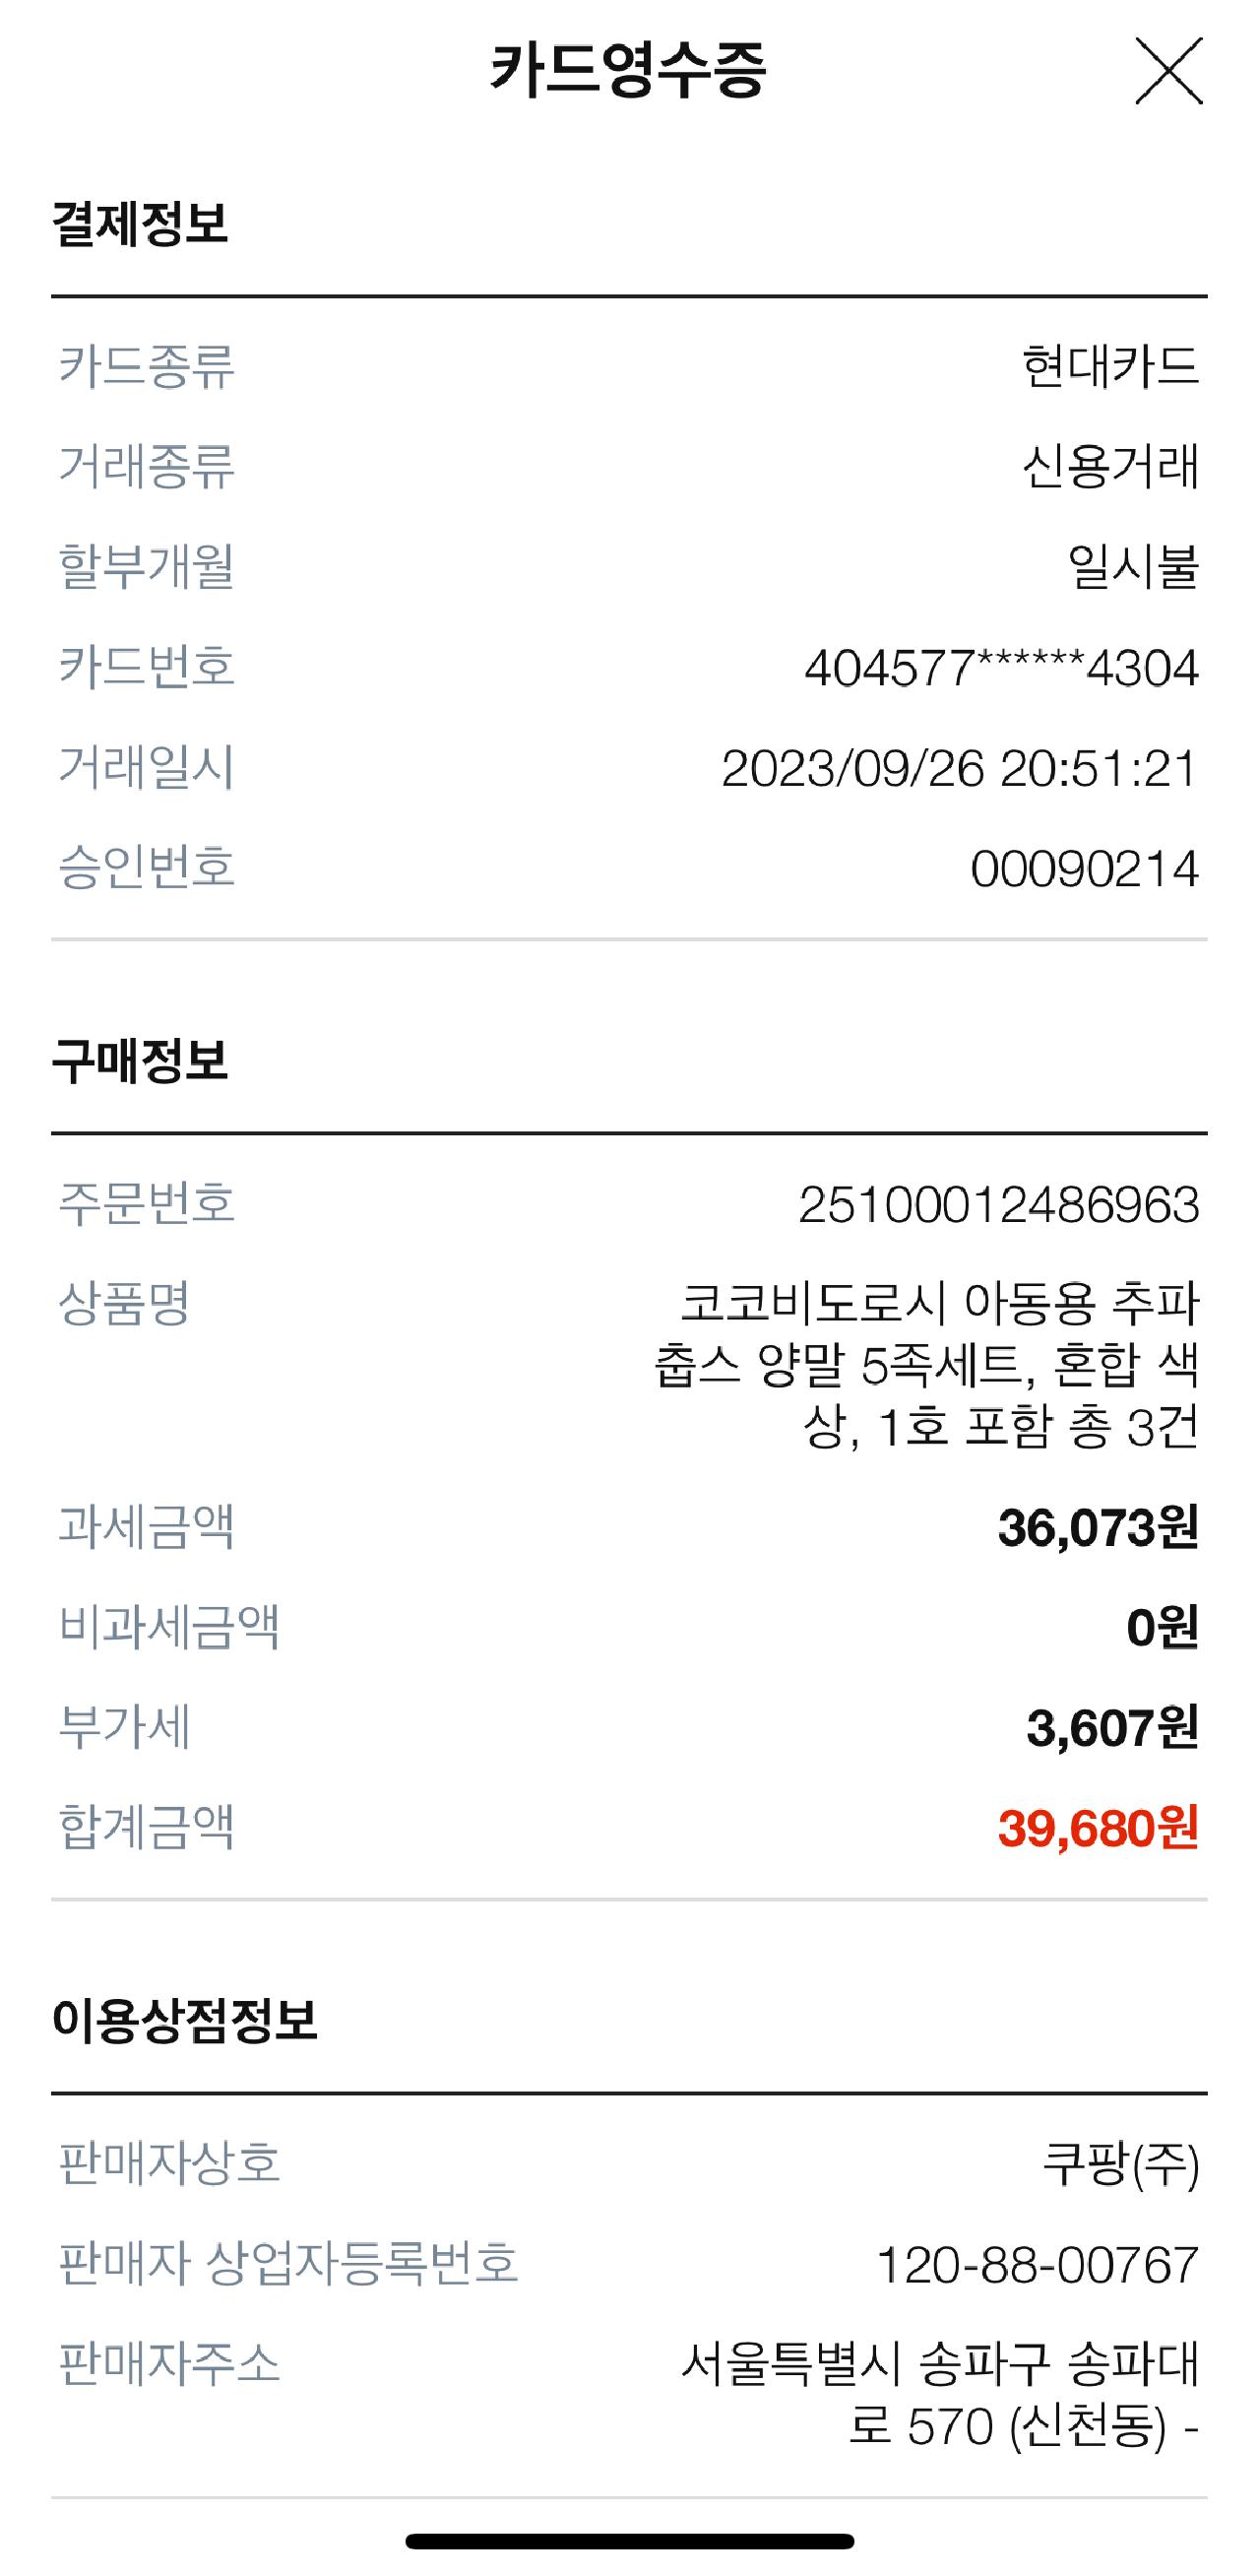 카드영수증
결제정보
카드종류 현대카드
거래종류 신용거래
할부개월 일시불
카드번호 404577******4304
거래일시 2023/09/26 20:51:21
승인번호 00090214
구매정보
주문번호 25100012486963
상품명 코코비도로시 아동용 추파
춥스 양말 5족세트, 혼합 색
상, 1호 포함 총 3건
과세금액 36,073원
비과세금액 0원
부가세 3,607원
합계금액 39,680원
이용상점정보
판매자상호 쿠팡(주)
판매자 상업자등록번호 120-88-00767
판매자주소 서울특별시 송파구 송파대
로 570 (신천동) -